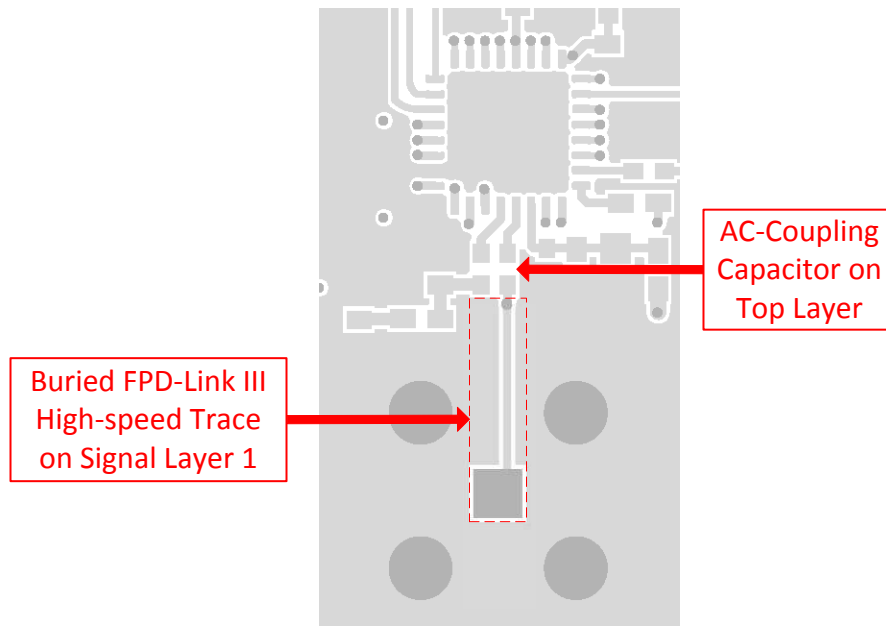 AC-Coupling
Capacitor on
Top Layer
Buried FPD-Link III
High-speed Trace
on Signal Layer 1